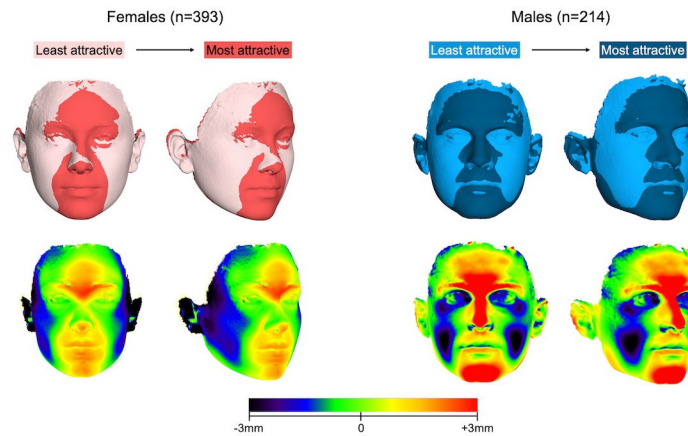 Females (n=393)
Males (n=214)
Least attractive
Most attractive
Least attractive
Most attractive
-3mm
0
+3mm